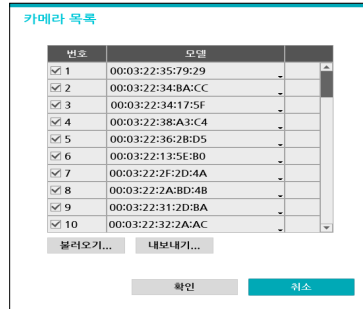 카메라 목록
번호 모델
1 00:03:22:35:79:29
2 00:03:22:34:BA:CC
3 00:03:22:34:17:5F
4 00:03:22:38:A3:C4
5 00:03:22:36:2B:D5
6 00:03:22:13:5E:B0
7 00:03:22:2F:2D:4A
8 00:03:22:2A:BD:4B
9 00:03:22:31:2D:BA
10 00:03:22:32:2A:AC
불러오기... 내보내기...
확인 취소